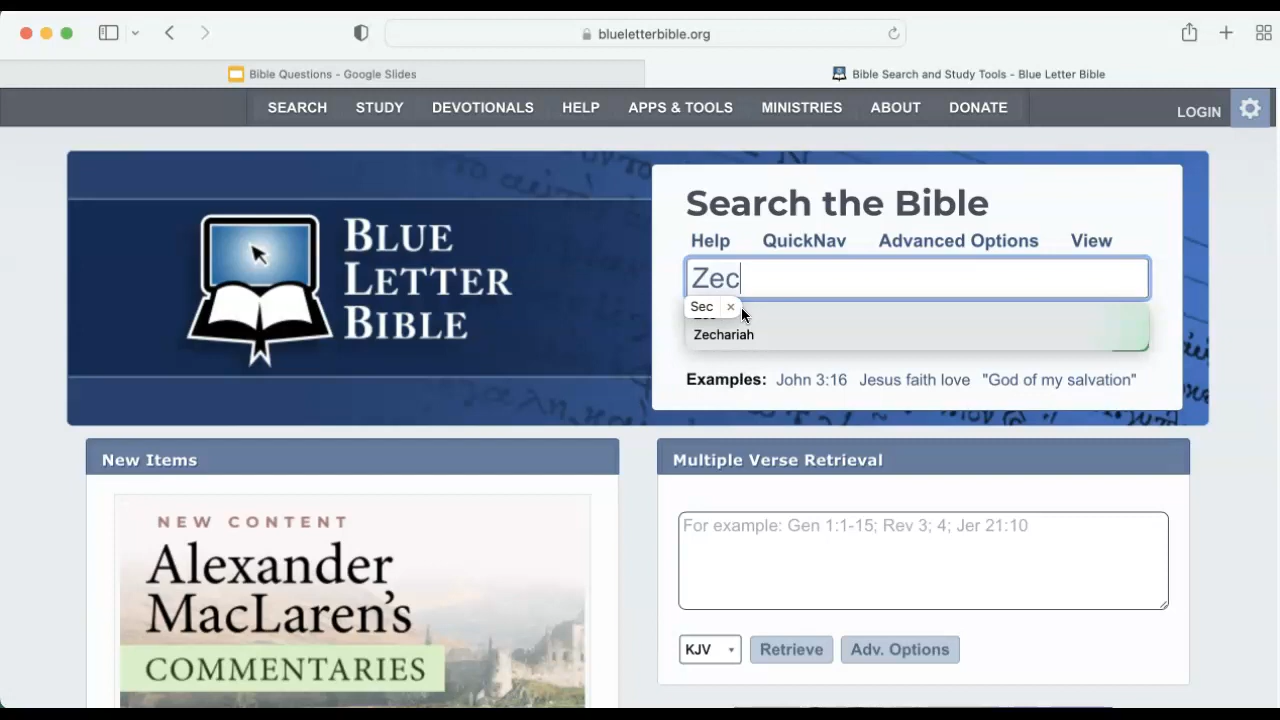 blueletterbible.org
Bible Questions - Google Slides
Bible Search and Study Tools - Blue Letter Bible
SEARCH STUDY DEVOTIONALS HELP APPS & TOOLS MINISTRIES ABOUT DONATE LOGIN
BLUE
LETTER
BIBLE
Search the Bible
Help QuickNav Advanced Options View
Zec
Sec ×
Zechariah
Examples: John 3:16 Jesus faith love "God of my salvation"
New Items
Multiple Verse Retrieval
NEW CONTENT
Alexander
MacLaren's
COMMENTARIES
For example: Gen 1:1-15; Rev 3; 4; Jer 21:10
KJV Retrieve Adv. Options